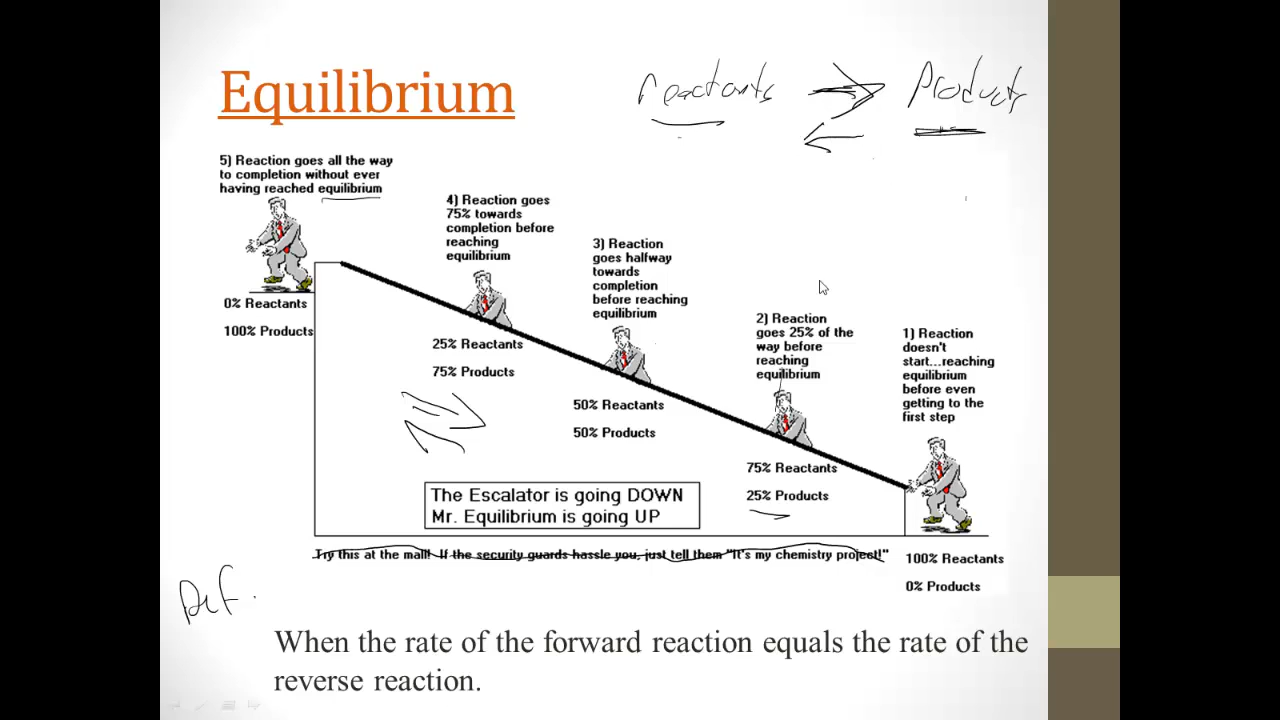 Equilibrium
reactants products
5) Reaction goes all the way
to completion without ever
having reached equilibrium
0% Reactants
100% Products
4) Reaction goes
75% towards
completion before
reaching
equilibrium
25% Reactants
75% Products
3) Reaction
goes halfway
towards
completion
before reaching
equilibrium
50% Reactants
50% Products
2) Reaction
goes 25% of the
way before
reaching
equilibrium
75% Reactants
25% Products
1) Reaction
doesn't
start...reaching
equilibrium
before even
getting to the
first step
100% Reactants
0% Products
The Escalator is going DOWN
Mr. Equilibrium is going UP
Try this at the mall! If the security guards hassle you, just tell them "It's my chemistry project!"
Def.
When the rate of the forward reaction equals the rate of the
reverse reaction.